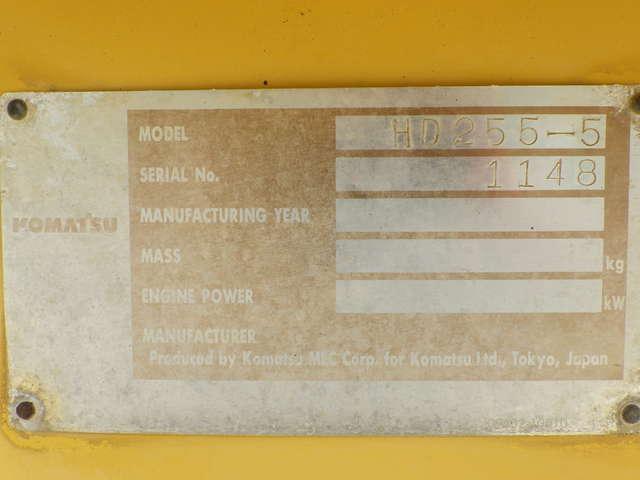 MODEL HD255-5
SERIAL No. 1148
KOMATSU
MANUFACTURING YEAR
MASS kg
ENGINE POWER kW
MANUFACTURER
Produced by Komatsu MEC Corp. for Komatsu Ltd., Tokyo, Japan